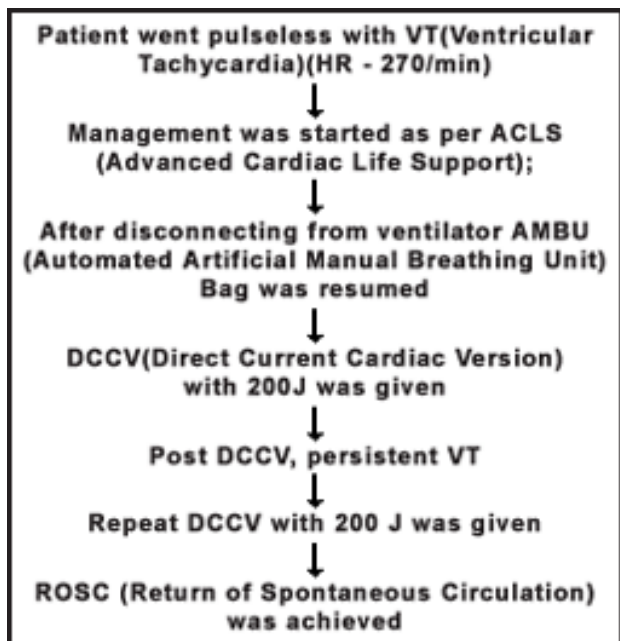 Patient went pulseless with VT(Ventricular
Tachycardia)(HR - 270/min)
Management was started as per ACLS
(Advanced Cardiac Life Support);
After disconnecting from ventilator AMBU
(Automated Artificial Manual Breathing Unit)
Bag was resumed
DCCV(Direct Current Cardiac Version)
with 200J was given
Post DCCV, persistent VT
Repeat DCCV with 200 J was given
ROSC (Return of Spontaneous Circulation)
was achieved